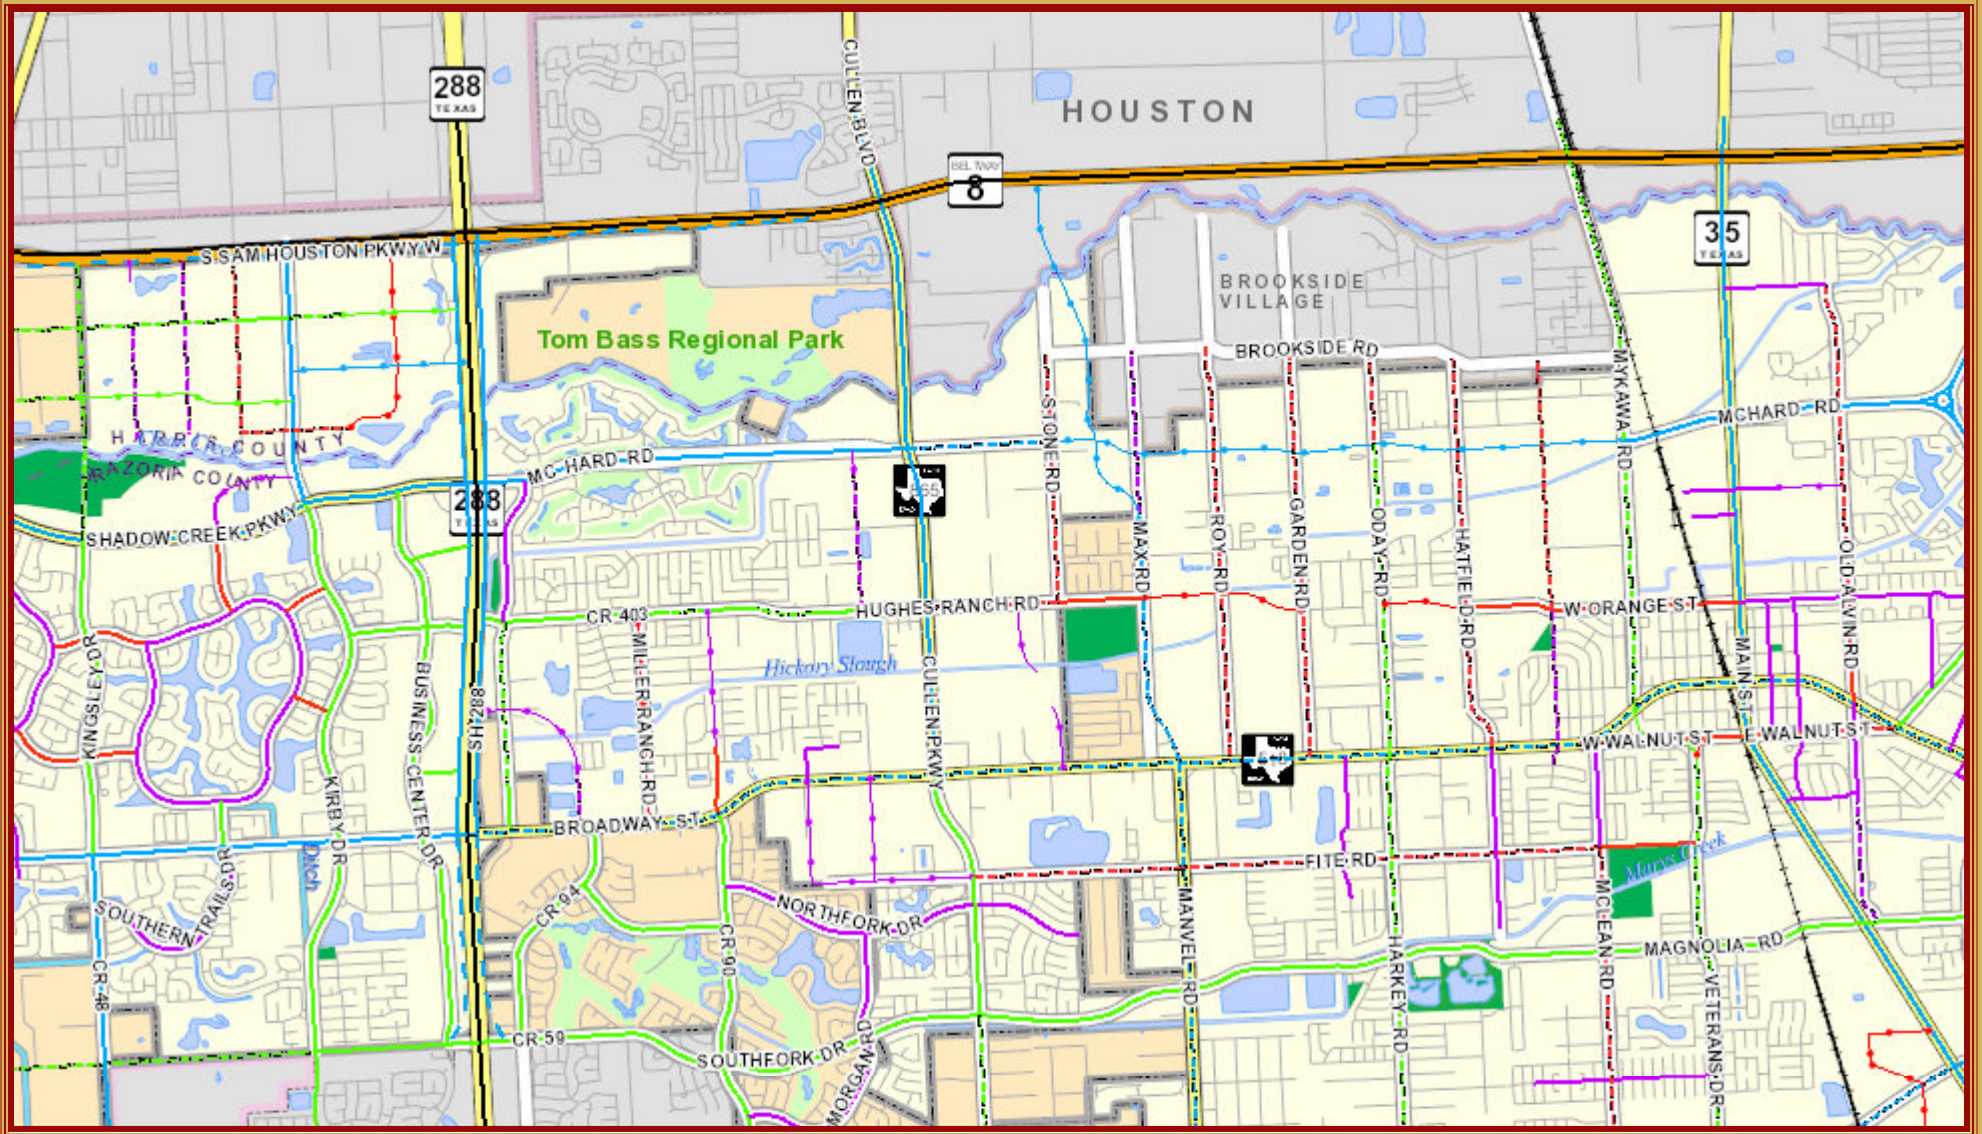 288
TEXAS
CULLEN BLVD
HOUSTON
BELTWAY
8
35
TEXAS
S SAM HOUSTON PKWY W
BROOKSIDE
VILLAGE
Tom Bass Regional Park
BROOKSIDE RD
MYKAWA RD
MCHARD RD
STONE RD
HARRIS COUNTY
BRAZORIA COUNTY
MC HARD RD
288
TEXAS
SHADOW CREEK PKWY
MAX RD
ROY RD
GARDEN RD
ODAY RD
HATFIELD RD
OLD ALVIN RD
CR 403
HUGHES RANCH RD
W ORANGE ST
KINGSLEY DR
BUSINESS CENTER DR
SH 288
MILLER RANCH RD
Hickory Slough
CULLEN PKWY
MAIN ST
W WALNUT ST
E WALNUT ST
KIRBY DR
BROADWAY ST
FITE RD
Marys Creek
Ditch
SOUTHERN TRAILS DR
CR 94
NORTHFORK DR
CR 90
MANVEL RD
HARKEY RD
MCLEAN RD
MAGNOLIA RD
VETERANS DR
CR 48
CR 59
SOUTHFORK DR
MORGAN RD